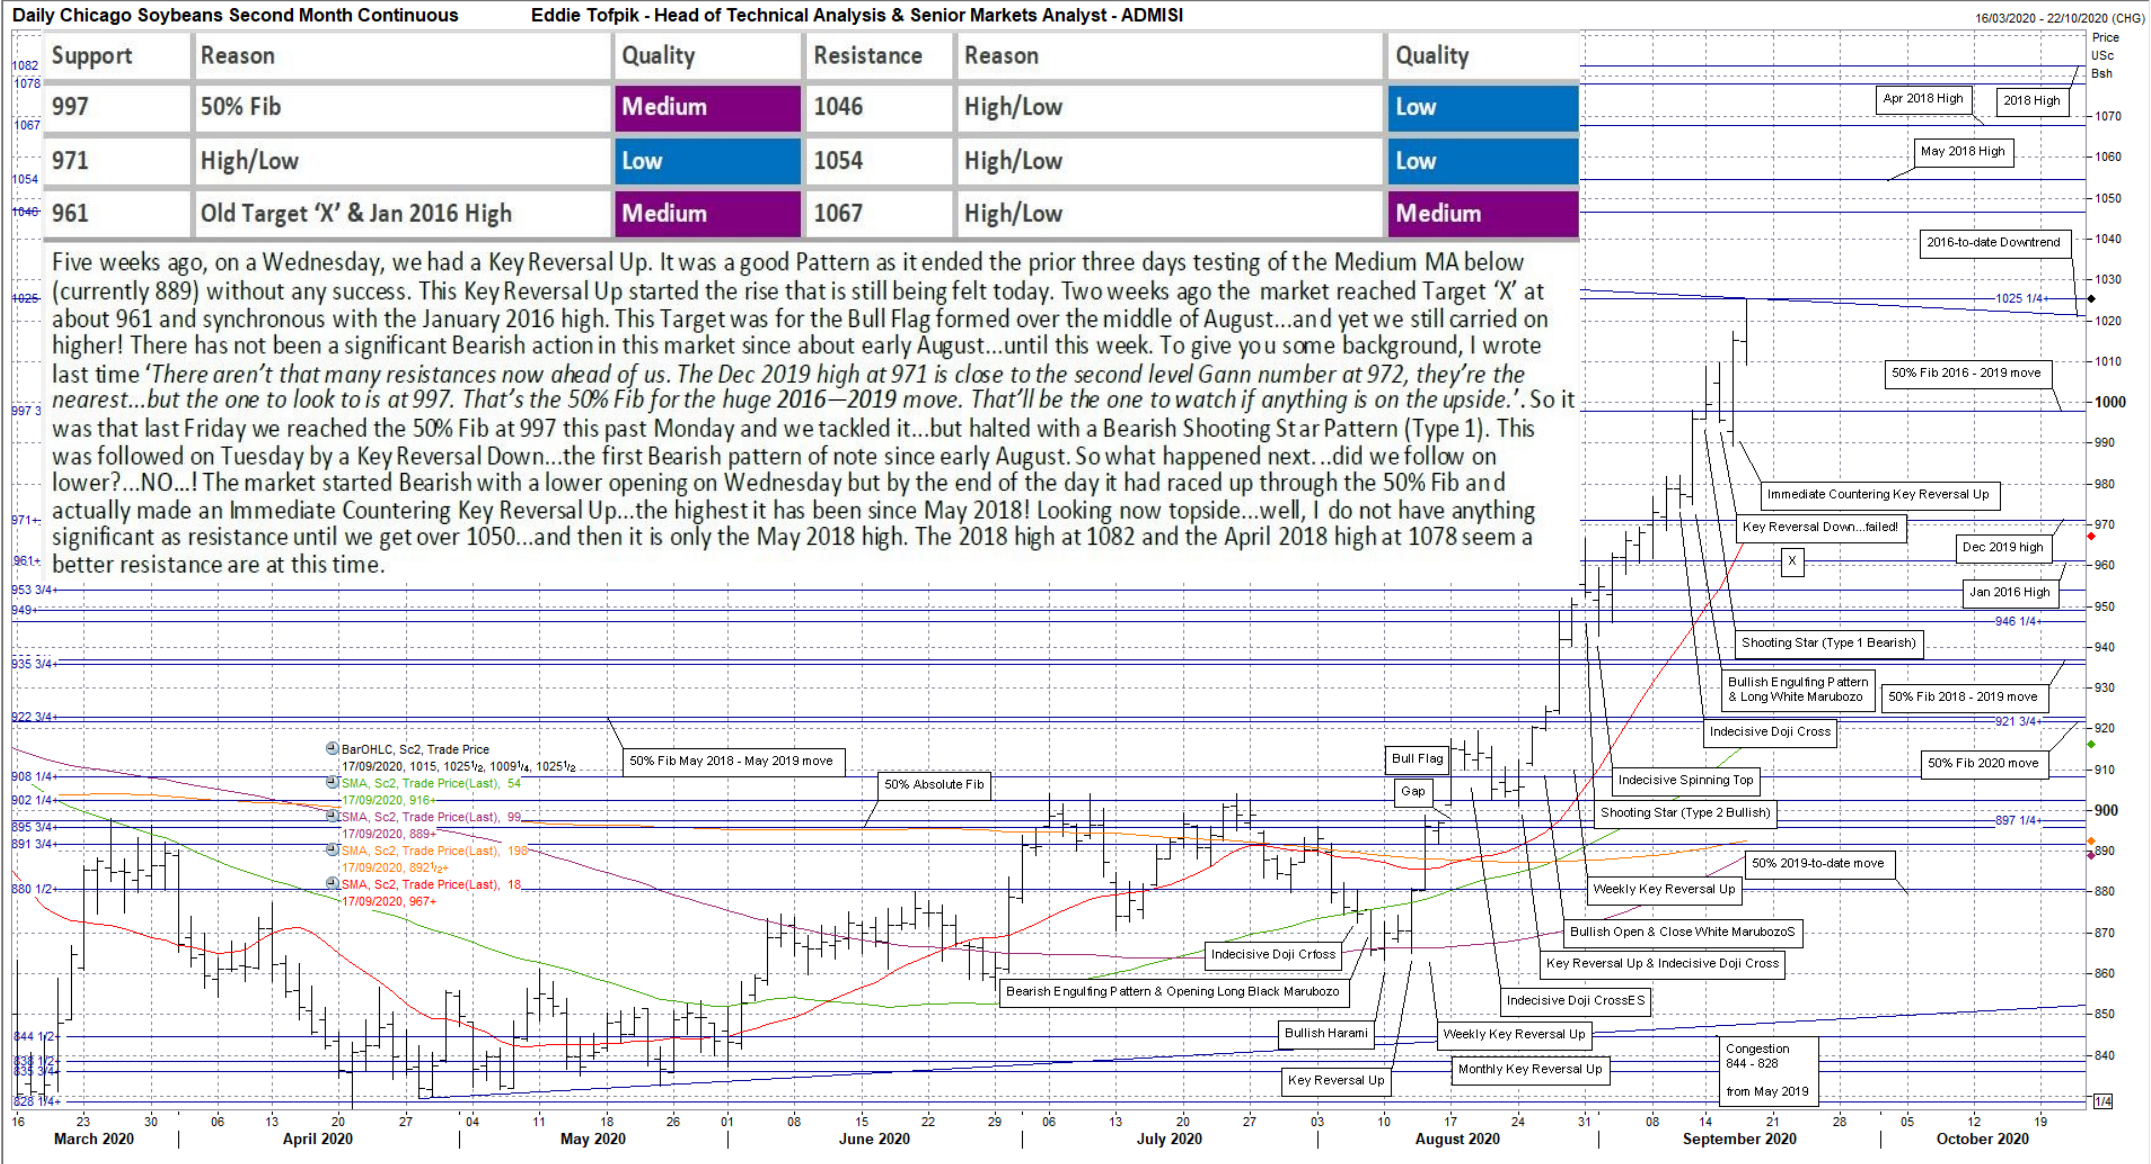 Daily Chicago Soybeans Second Month Continuous
Eddie Tofpik - Head of Technical Analysis & Senior Markets Analyst - ADMISI
16/03/2020 - 22/10/2020 (CHG)
Support Reason Quality Resistance Reason Quality
997 50% Fib Medium 1046 High/Low Low
971 High/Low Low 1054 High/Low Low
961 Old Target ‘X’ & Jan 2016 High Medium 1067 High/Low Medium
Five weeks ago, on a Wednesday, we had a Key Reversal Up. It was a good Pattern as it ended the prior three days testing of the Medium MA below
(currently 889) without any success. This Key Reversal Up started the rise that is still being felt today. Two weeks ago the market reached Target ‘X’ at
about 961 and synchronous with the January 2016 high. This Target was for the Bull Flag formed over the middle of August...and yet we still carried on
higher! There has not been a significant Bearish action in this market since about early August...until this week. To give you some background, I wrote
last time ‘There aren’t that many resistances now ahead of us. The Dec 2019 high at 971 is close to the second level Gann number at 972, they’re the
nearest...but the one to look to is at 997. That’s the 50% Fib for the huge 2016—2019 move. That’ll be the one to watch if anything is on the upside.’. So it
was that last Friday we reached the 50% Fib at 997 this past Monday and we tackled it...but halted with a Bearish Shooting Star Pattern (Type 1). This
was followed on Tuesday by a Key Reversal Down...the first Bearish pattern of note since early August. So what happened next...did we follow on
lower?...NO...! The market started Bearish with a lower opening on Wednesday but by the end of the day it had raced up through the 50% Fib and
actually made an Immediate Countering Key Reversal Up...the highest it has been since May 2018! Looking now topside...well, I do not have anything
significant as resistance until we get over 1050...and then it is only the May 2018 high. The 2018 high at 1082 and the April 2018 high at 1078 seem a
better resistance are at this time.
1082
1078
1067
1054
1046
1025
997 3
971+
961+
953 3/4+
949+
935 3/4+
922 3/4+
908 1/4+
902 1/4+
895 3/4+
891 3/4+
880 1/2+
844 1/2+
838 1/2+
835 3/4+
828 1/4+
BarOHLC, Sc2, Trade Price
17/09/2020, 1015, 10251/2, 10091/4, 10251/2
SMA, Sc2, Trade Price(Last), 54
17/09/2020, 916+
SMA, Sc2, Trade Price(Last), 99
17/09/2020, 889+
SMA, Sc2, Trade Price(Last), 198
17/09/2020, 8921/2+
SMA, Sc2, Trade Price(Last), 18
17/09/2020, 967+
50% Fib May 2018 - May 2019 move
50% Absolute Fib
Bull Flag
Gap
Indecisive Doji Crfoss
Bearish Engulfing Pattern & Opening Long Black Marubozo
Bullish Harami
Key Reversal Up
Weekly Key Reversal Up
Monthly Key Reversal Up
Indecisive Doji CrossES
Key Reversal Up & Indecisive Doji Cross
Bullish Open & Close White MarubozoS
Weekly Key Reversal Up
Shooting Star (Type 2 Bullish)
Indecisive Spinning Top
Indecisive Doji Cross
Bullish Engulfing Pattern
& Long White Marubozo
Shooting Star (Type 1 Bearish)
Key Reversal Down...failed!
Immediate Countering Key Reversal Up
X
Apr 2018 High
2018 High
May 2018 High
2016-to-date Downtrend
1025 1/4+
50% Fib 2016 - 2019 move
Dec 2019 high
Jan 2016 High
946 1/4+
50% Fib 2018 - 2019 move
921 3/4+
50% Fib 2020 move
897 1/4+
50% 2019-to-date move
Congestion
844 - 828
from May 2019
Price
USc
Bsh
1070
1060
1050
1040
1030
1020
1010
1000
990
980
970
960
950
940
930
920
910
900
890
880
870
860
850
840
1/4
16 23 30 06 13 20 27 04 11 18 26 01 08 15 22 29 06 13 20 27 03 10 17 24 31 08 14 21 28 05 12 19
March 2020 April 2020 May 2020 June 2020 July 2020 August 2020 September 2020 October 2020